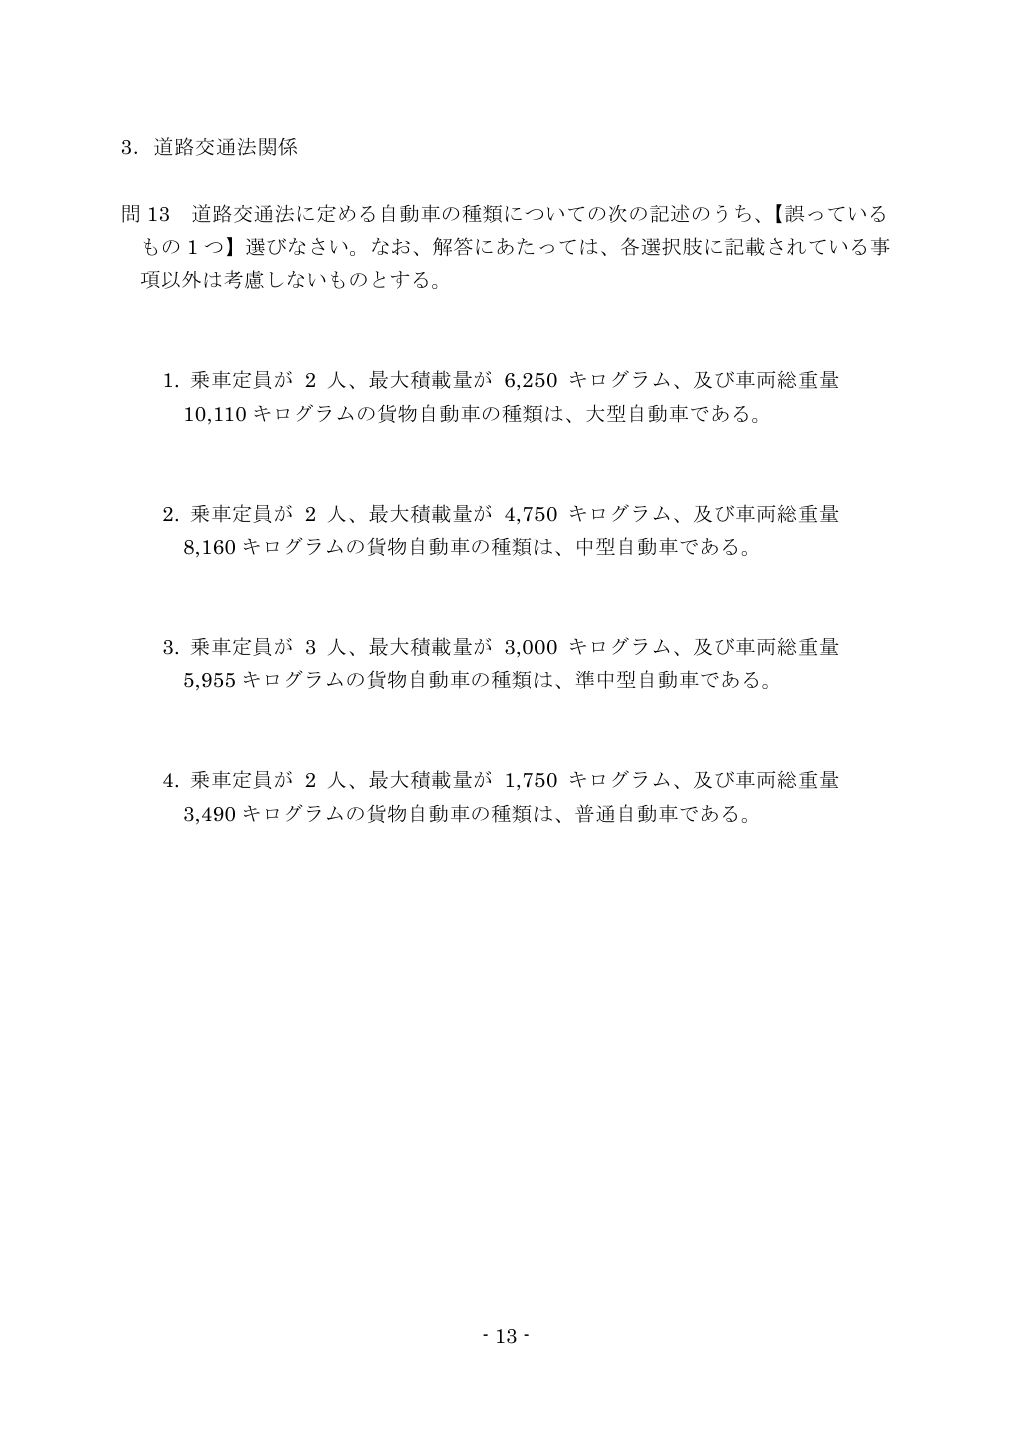 3．道路交通法関係
問 13　道路交通法に定める自動車の種類についての次の記述のうち、【誤っている
もの 1 つ】選びなさい。なお、解答にあたっては、各選択肢に記載されている事
項以外は考慮しないものとする。
1. 乗車定員が 2 人、最大積載量が 6,250 キログラム、及び車両総重量
10,110 キログラムの貨物自動車の種類は、大型自動車である。
2. 乗車定員が 2 人、最大積載量が 4,750 キログラム、及び車両総重量
8,160 キログラムの貨物自動車の種類は、中型自動車である。
3. 乗車定員が 3 人、最大積載量が 3,000 キログラム、及び車両総重量
5,955 キログラムの貨物自動車の種類は、準中型自動車である。
4. 乗車定員が 2 人、最大積載量が 1,750 キログラム、及び車両総重量
3,490 キログラムの貨物自動車の種類は、普通自動車である。
- 13 -